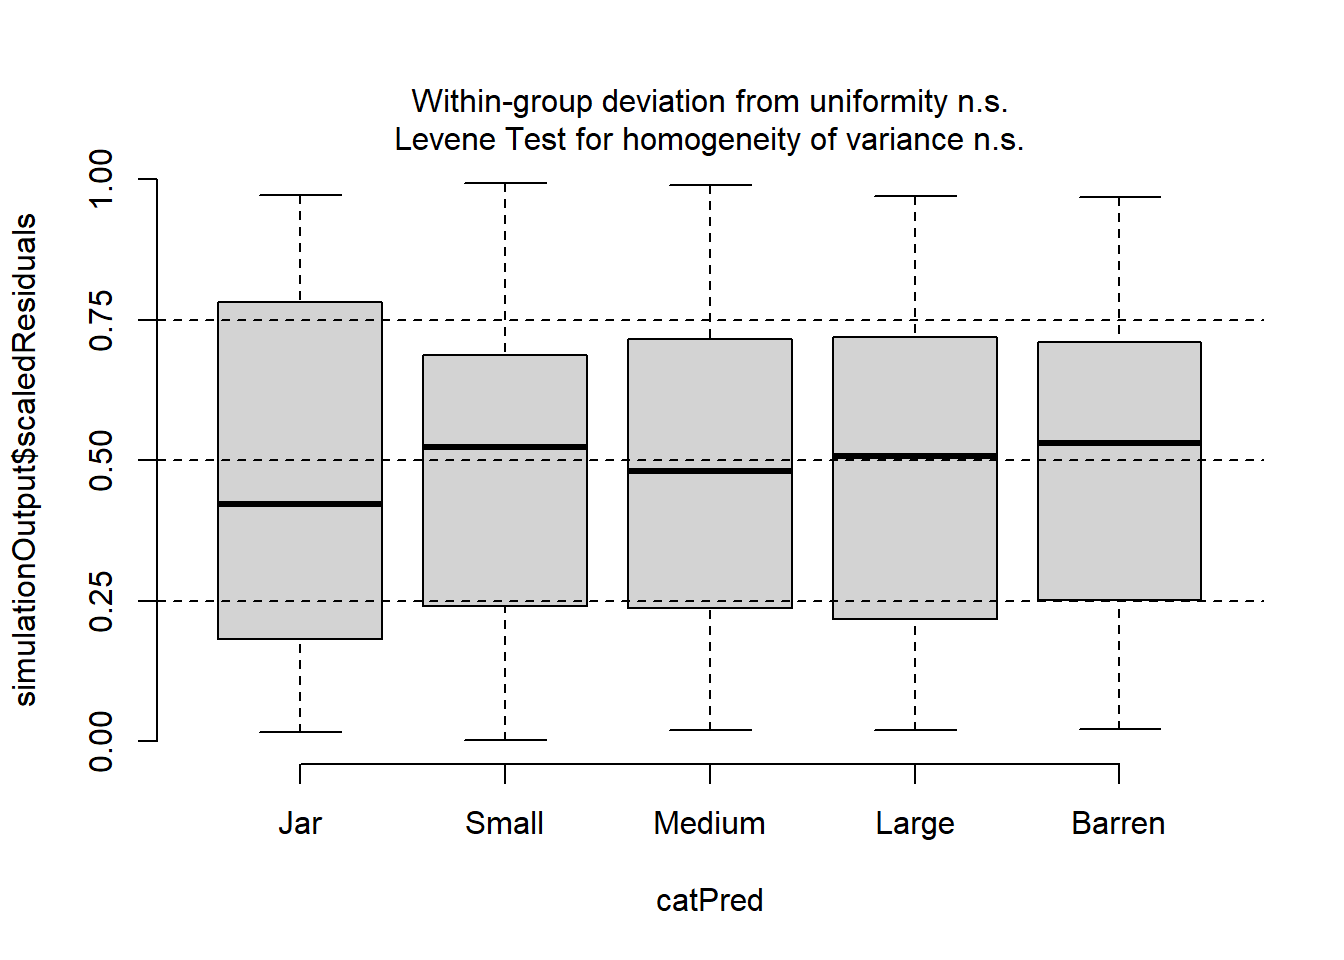 Within-group deviation from uniformity n.s.
Levene Test for homogeneity of variance n.s.
simulationOutput$scaledResiduals
1.00
0.75
0.50
0.25
0.00
Jar Small Medium Large Barren
catPred